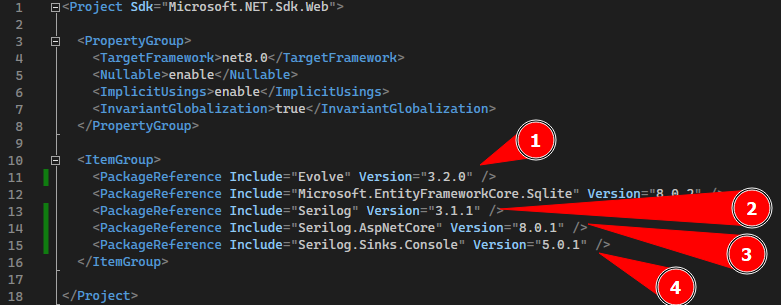 1 <Project Sdk="Microsoft.NET.Sdk.Web">
2
3 <PropertyGroup>
4 <TargetFramework>net8.0</TargetFramework>
5 <Nullable>enable</Nullable>
6 <ImplicitUsings>enable</ImplicitUsings>
7 <InvariantGlobalization>true</InvariantGlobalization>
8 </PropertyGroup>
9
10 <ItemGroup>
11 <PackageReference Include="Evolve" Version="3.2.0" /> 1
12 <PackageReference Include="Microsoft.EntityFrameworkCore.Sqlite" Version="8.0.2" />
13 <PackageReference Include="Serilog" Version="3.1.1" /> 2
14 <PackageReference Include="Serilog.AspNetCore" Version="8.0.1" /> 3
15 <PackageReference Include="Serilog.Sinks.Console" Version="5.0.1" /> 4
16 </ItemGroup>
17
18 </Project>